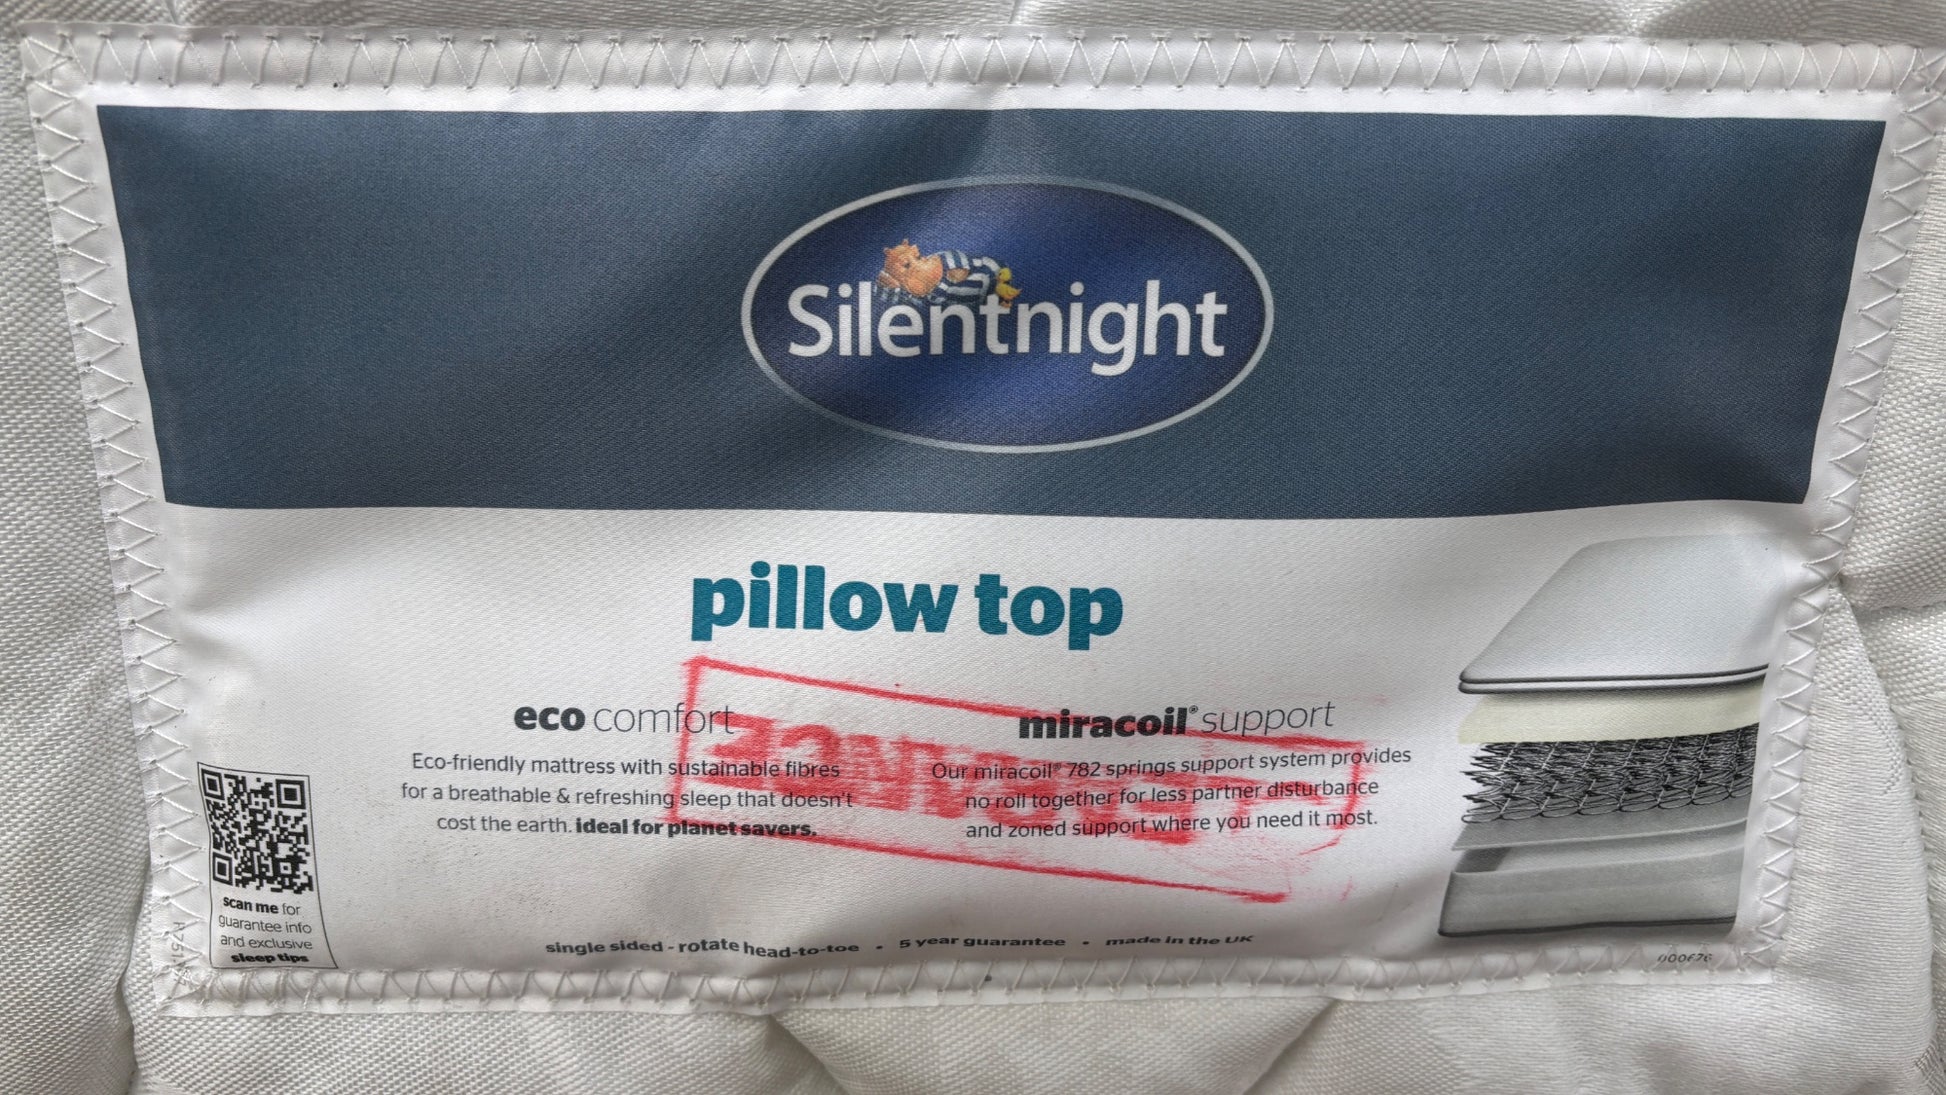 Silentnight
pillow top
eco comfort
Eco-friendly mattress with sustainable fibres
for a breathable & refreshing sleep that doesn't
cost the earth. ideal for planet savers.
miracoil® support
Our miracoil® 782 springs support system provides
no roll together for less partner disturbance
and zoned support where you need it most.
scan me for
guarantee info
and exclusive
sleep tips
single sided - rotate head-to-toe • 5 year guarantee • made in the UK
000676